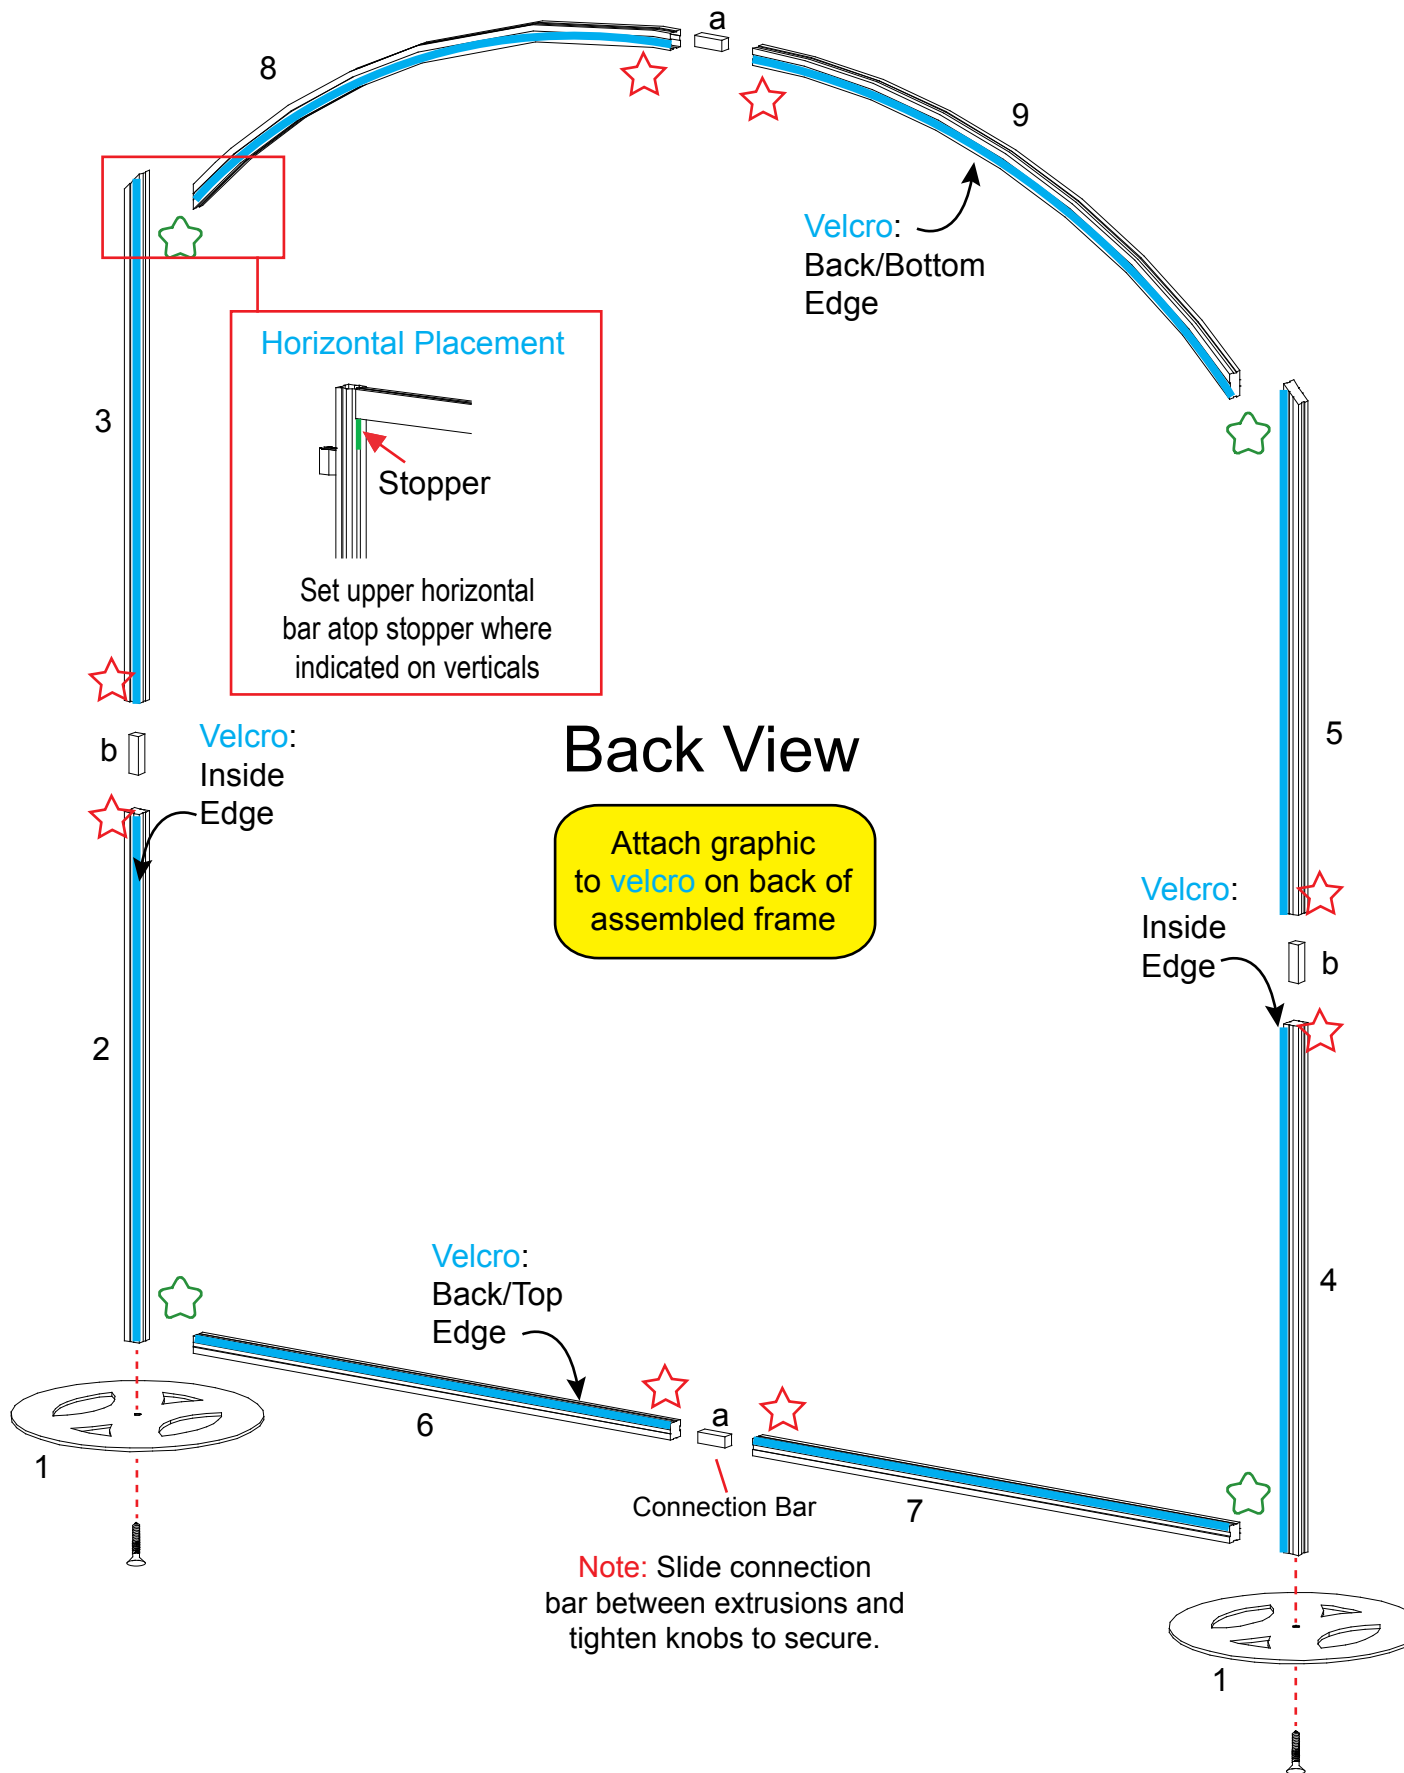 a
8
9
Velcro:
Back/Bottom
Edge
Horizontal Placement
3
Stopper
Set upper horizontal
bar atop stopper where
indicated on verticals
b
Velcro:
Inside
Edge
Back View
5
Attach graphic
to velcro on back of
assembled frame
Velcro:
Inside
Edge
b
2
Velcro:
Back/Top
Edge
4
6
a
1
Connection Bar
7
Note: Slide connection
bar between extrusions and
tighten knobs to secure.
1